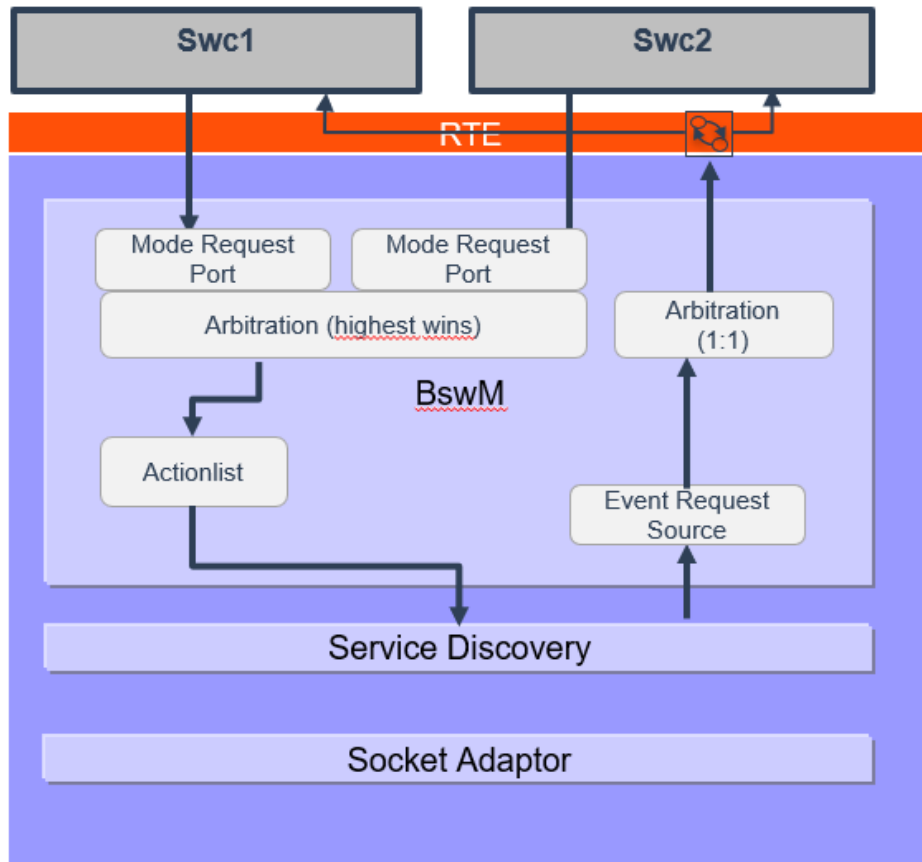 Swc1
Swc2
RTE
Mode Request
Port
Mode Request
Port
Arbitration (highest wins)
Arbitration
(1:1)
BswM
Actionlist
Event Request
Source
Service Discovery
Socket Adaptor